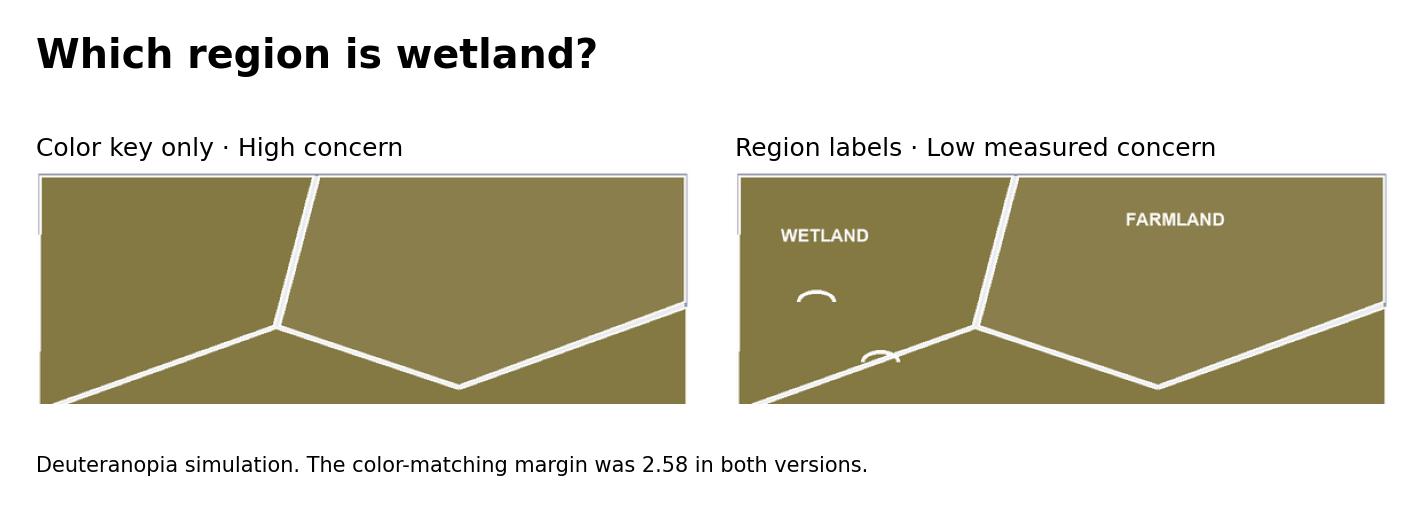 Which region is wetland?
Color key only · High concern
Region labels · Low measured concern
WETLAND
FARMLAND
Deuteranopia simulation. The color-matching margin was 2.58 in both versions.